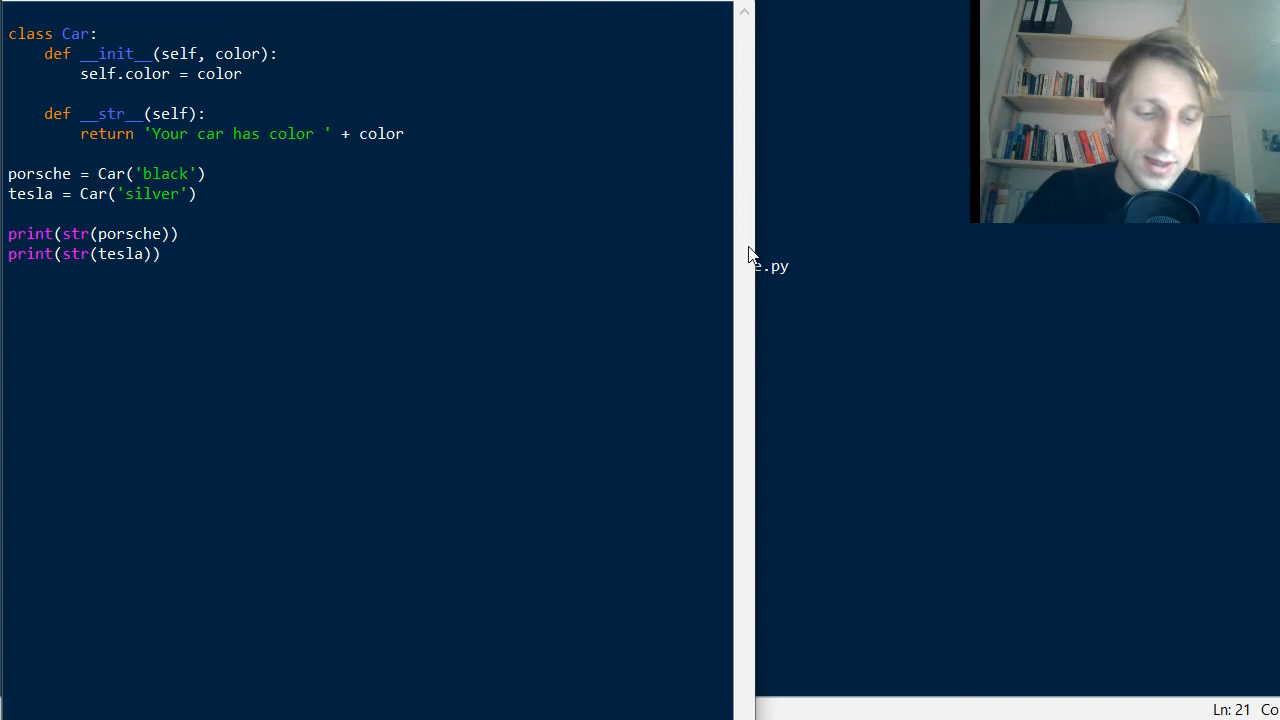 class Car:
    def __init__(self, color):
        self.color = color
    def __str__(self):
        return 'Your car has color ' + color
porsche = Car('black')
tesla = Car('silver')
print(str(porsche))
print(str(tesla))
e.py
Ln: 21 Co